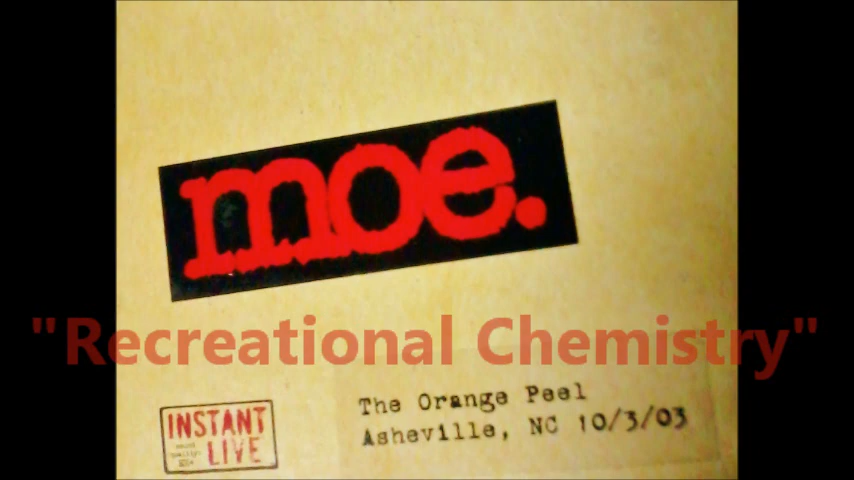 moe.
"Recreational Chemistry"
The Orange Peel
Asheville, NC 10/3/03
INSTANT
LIVE